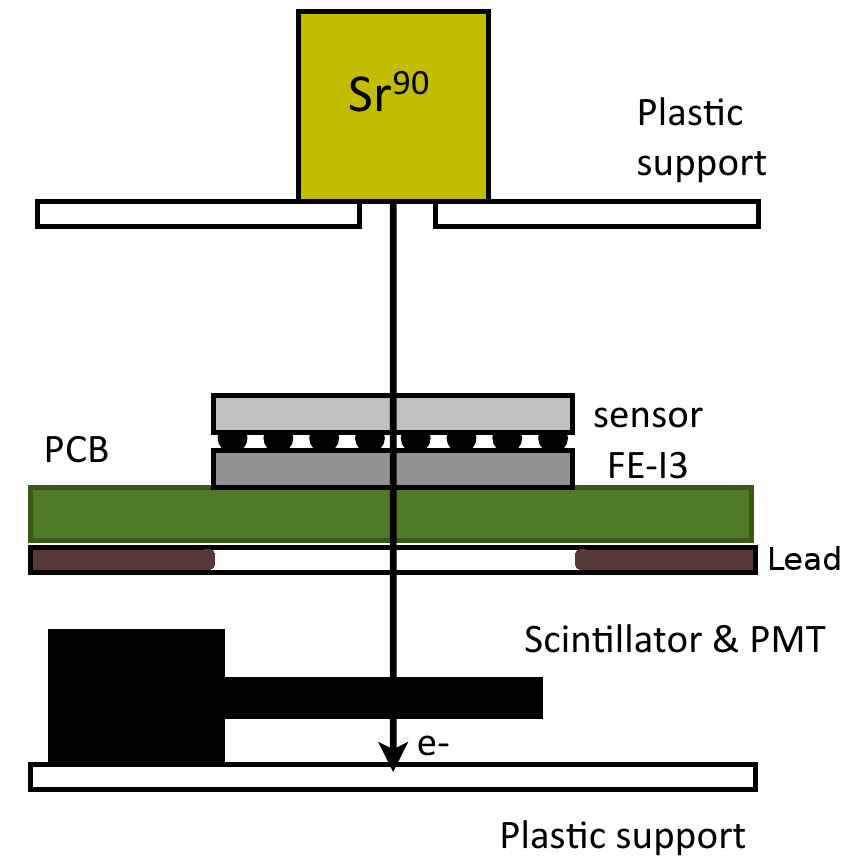 Sr⁹⁰
Plastic
support
sensor
PCB
FE-I3
Lead
Scintillator & PMT
e-
Plastic support